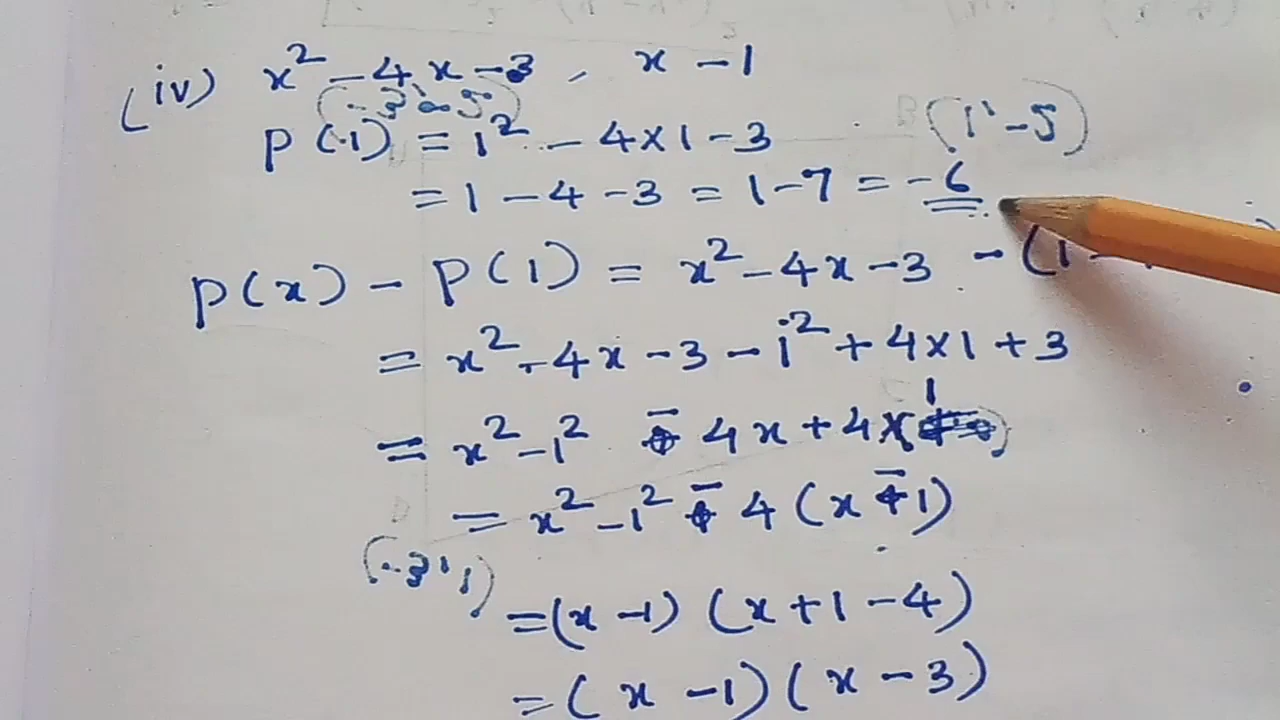 (iv) x² - 4x - 3 , x - 1
P(1) = 1² - 4×1 - 3
= 1 - 4 - 3 = 1 - 7 = -6
P(x) - P(1) = x² - 4x - 3 - (1
= x² - 4x - 3 - 1² + 4×1 + 3
= x² - 1² - 4x + 4×1
= x² - 1² - 4(x - 1)
= (x - 1) (x + 1 - 4)
= (x - 1) (x - 3)